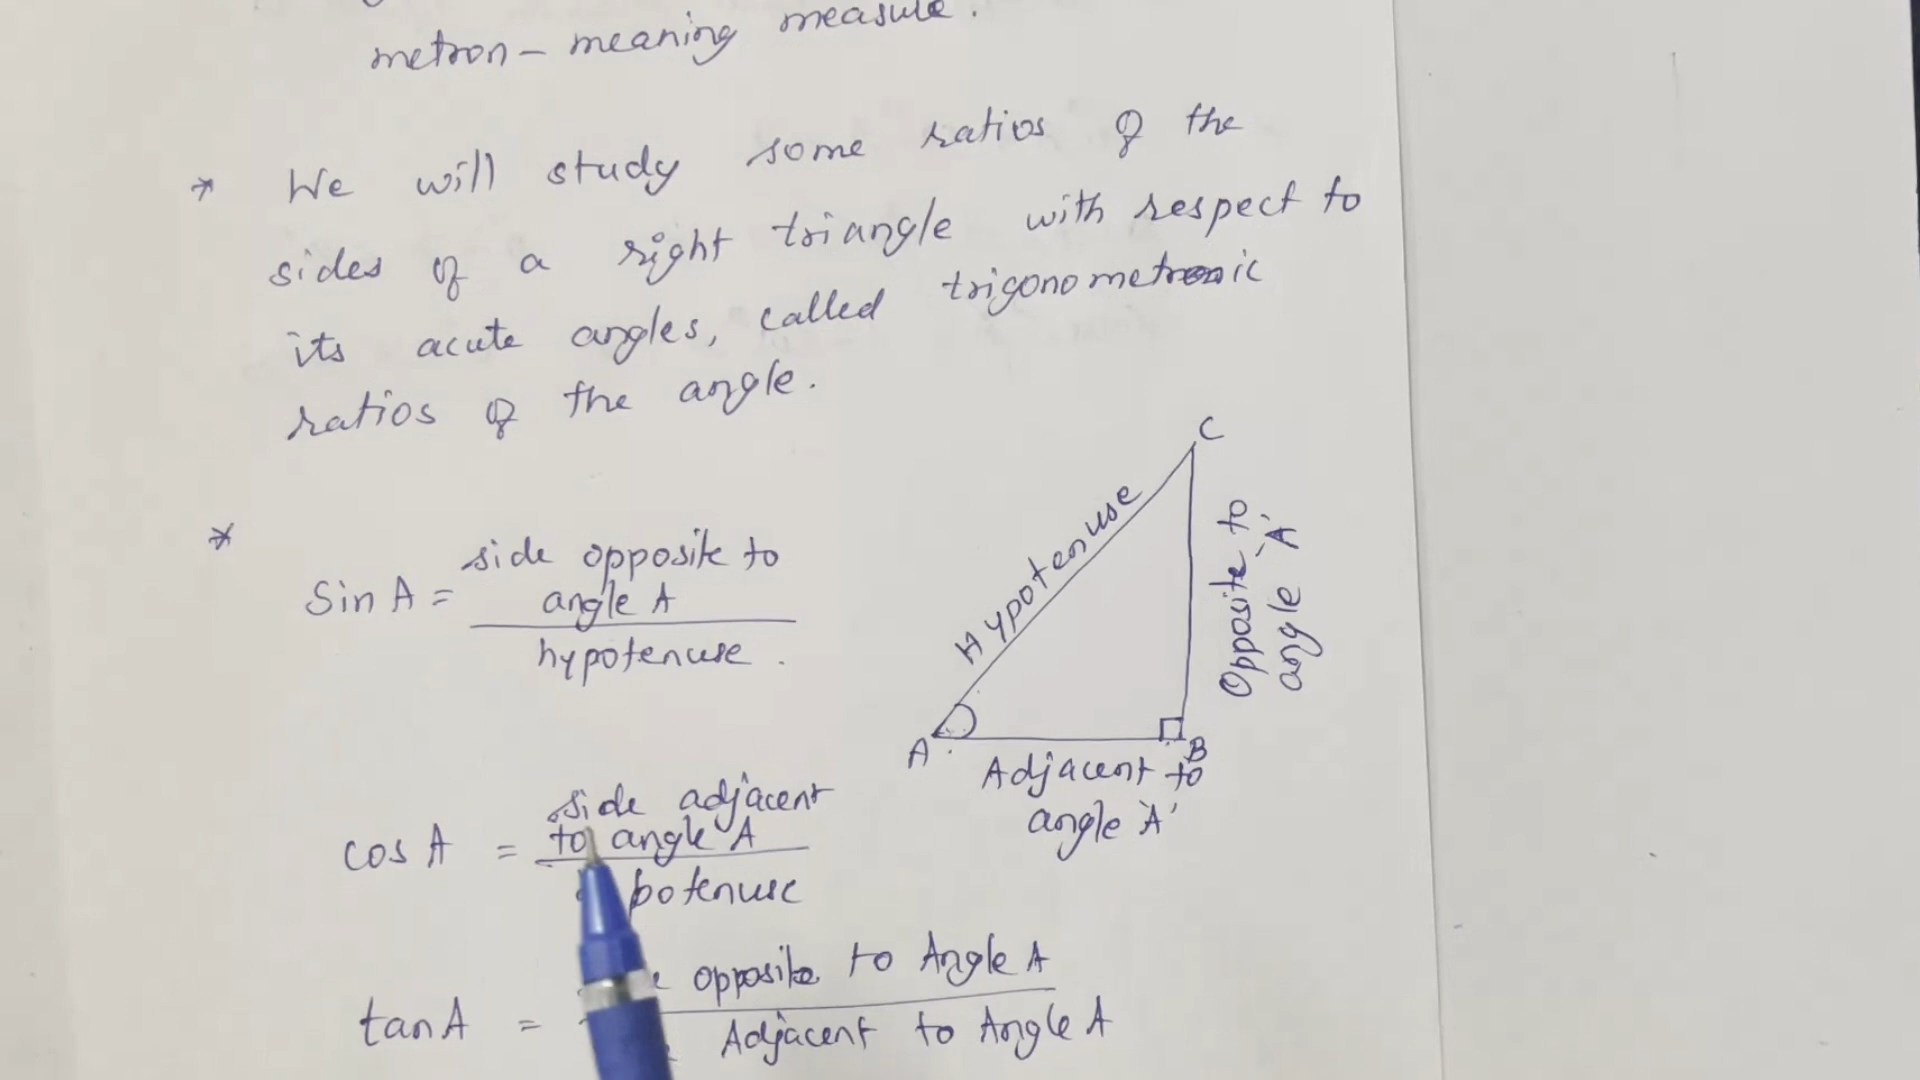 metron - meaning measure.
* We will study some ratios of the
sides of a right triangle with respect to
its acute angles, called trigonometric
ratios of the angle.
*
Sin A = side opposite to
angle A
hypotenuse.
C
Hypotenuse
Opposite to
angle 'A'
A
B
Adjacent to
angle 'A'
cos A = side adjacent
to angle A
potenuse
tan A = opposite to Angle A
Adjacent to Angle A